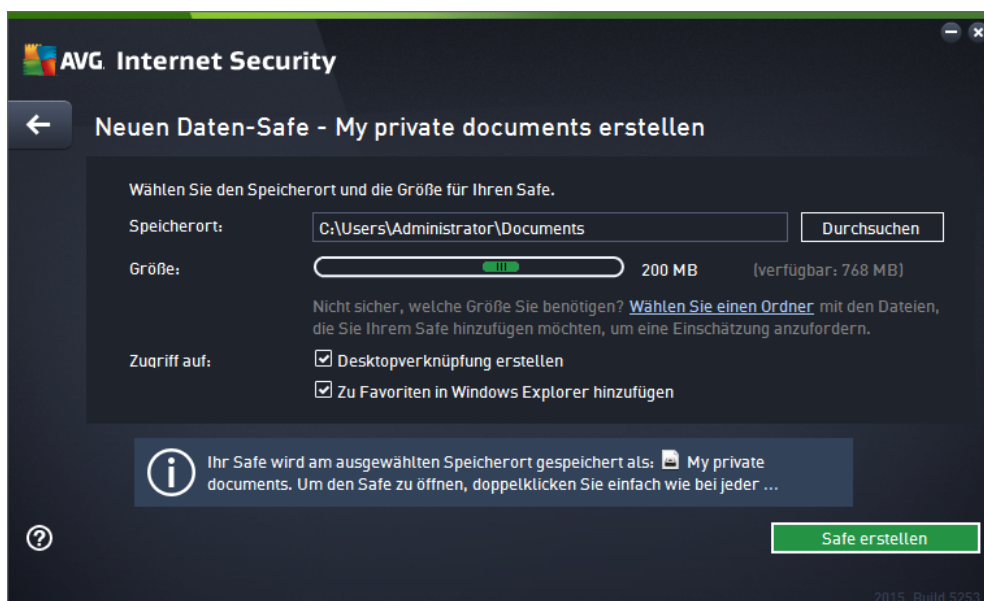 AVG. Internet Security
Neuen Daten-Safe - My private documents erstellen
Wählen Sie den Speicherort und die Größe für Ihren Safe.
Speicherort: C:\Users\Administrator\Documents Durchsuchen
Größe: 200 MB (verfügbar: 768 MB)
Nicht sicher, welche Größe Sie benötigen? Wählen Sie einen Ordner mit den Dateien,
die Sie Ihrem Safe hinzufügen möchten, um eine Einschätzung anzufordern.
Zugriff auf: Desktopverknüpfung erstellen
Zu Favoriten in Windows Explorer hinzufügen
Ihr Safe wird am ausgewählten Speicherort gespeichert als: My private
documents. Um den Safe zu öffnen, doppelklicken Sie einfach wie bei jeder ...
Safe erstellen
2015. Build 5253